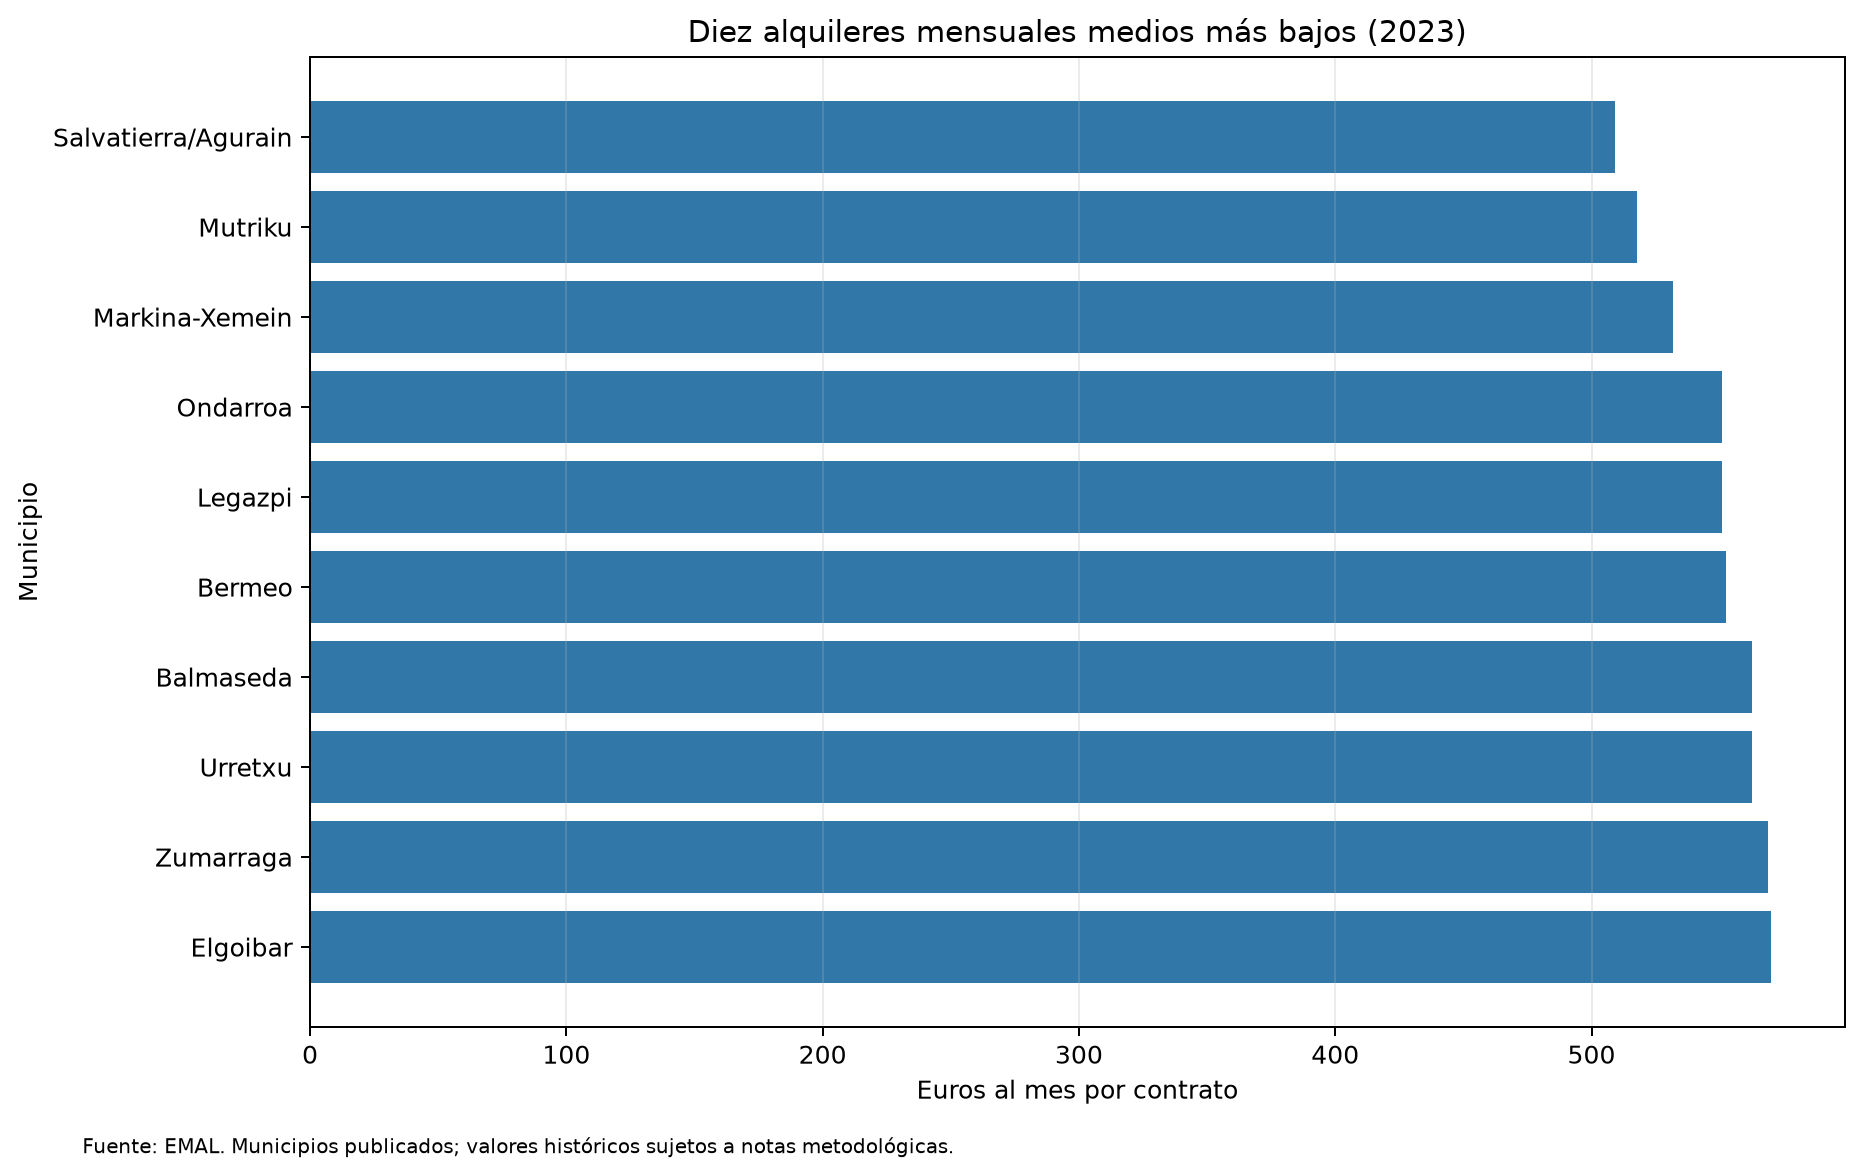 Diez alquileres mensuales medios más bajos (2023)
Municipio
Salvatierra/Agurain
Mutriku
Markina-Xemein
Ondarroa
Legazpi
Bermeo
Balmaseda
Urretxu
Zumarraga
Elgoibar
0 100 200 300 400 500
Euros al mes por contrato
Fuente: EMAL. Municipios publicados; valores históricos sujetos a notas metodológicas.